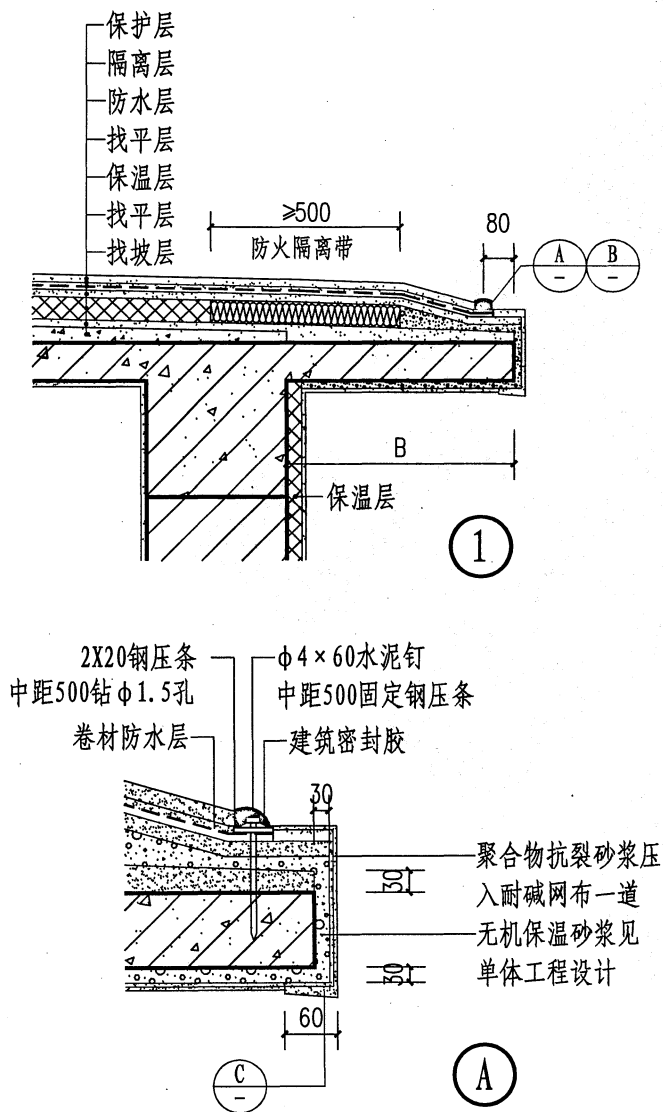 保护层
隔离层
防水层
找平层
保温层
找平层
找坡层
≥500
防火隔离带
80
A
-
B
-
B
保温层
1
2X20钢压条
中距500钻ф1.5孔
卷材防水层
ф4×60水泥钉
中距500固定钢压条
建筑密封胶
30
聚合物抗裂砂浆压
入耐碱网布一道
无机保温砂浆见
单体工程设计
30
30
60
C
-
A